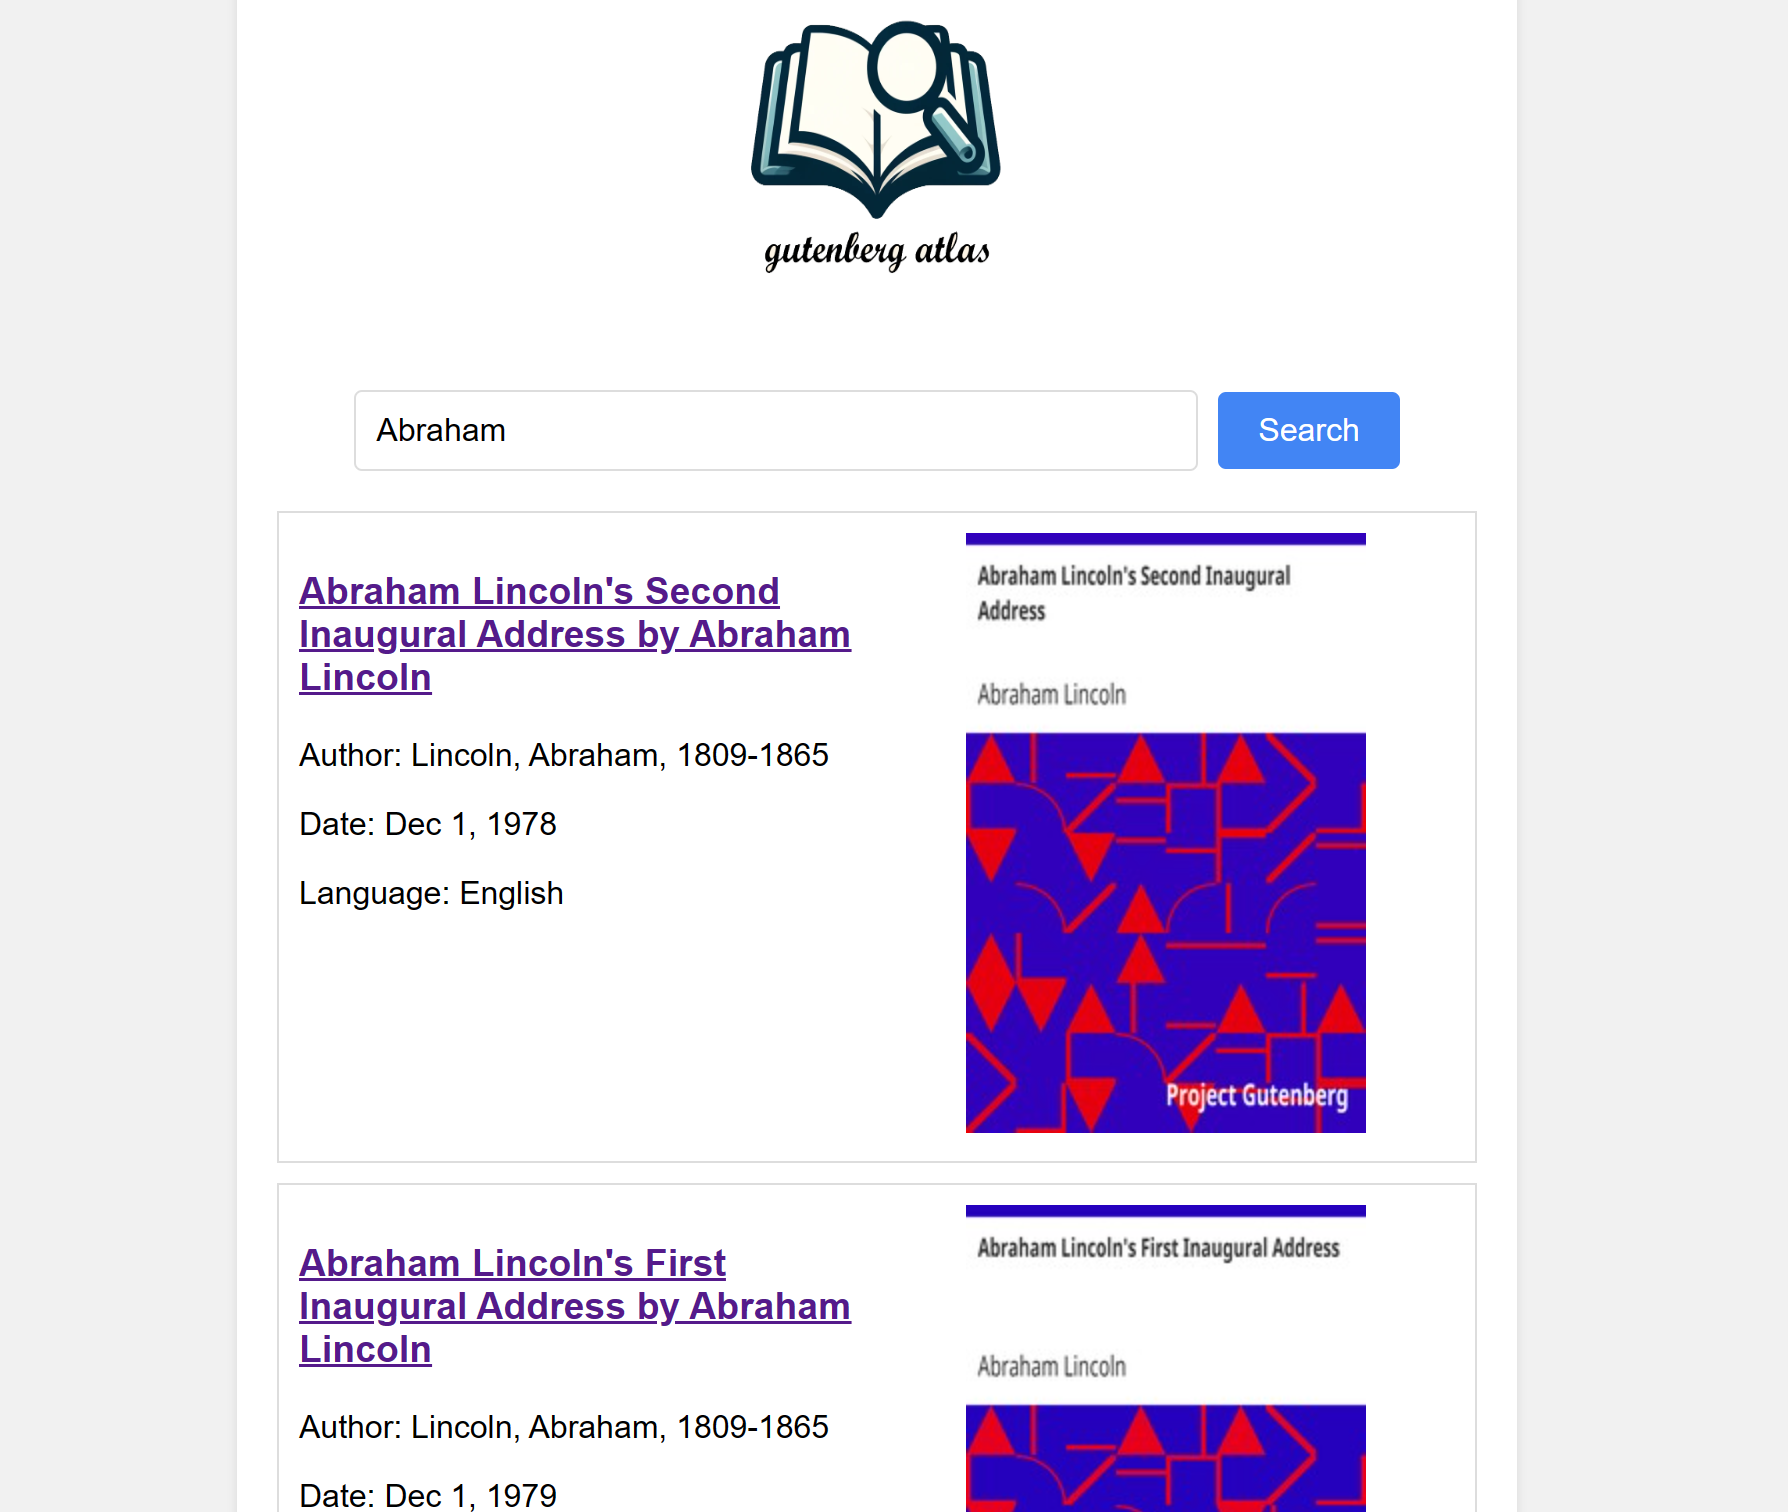 gutenberg atlas
Abraham
Search
Abraham Lincoln's Second
Inaugural Address by Abraham
Lincoln
Author: Lincoln, Abraham, 1809-1865
Date: Dec 1, 1978
Language: English
Abraham Lincoln's Second Inaugural
Address
Abraham Lincoln
Project Gutenberg
Abraham Lincoln's First
Inaugural Address by Abraham
Lincoln
Author: Lincoln, Abraham, 1809-1865
Date: Dec 1, 1979
Abraham Lincoln's First Inaugural Address
Abraham Lincoln